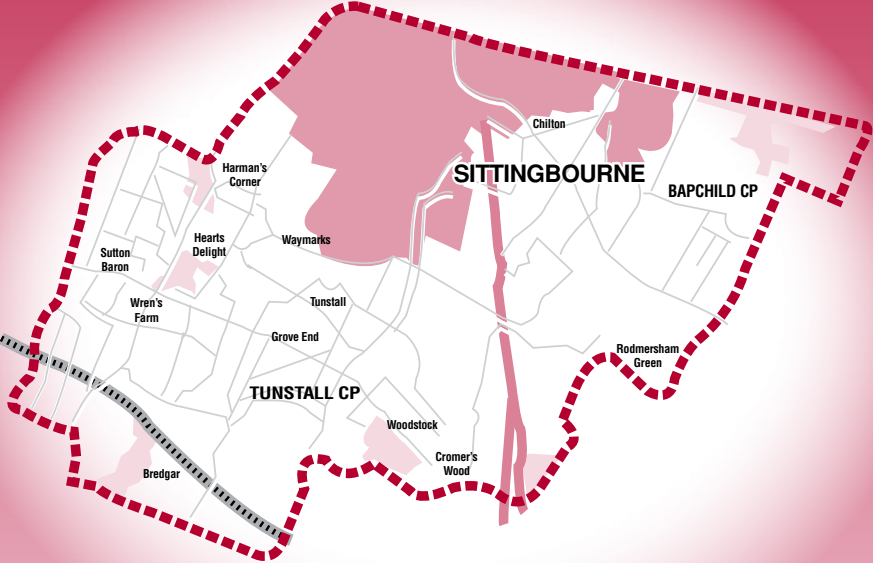 Chilton
SITTINGBOURNE
Harman's
Corner
BAPCHILD CP
Hearts
Delight
Waymarks
Sutton
Baron
Wren's
Farm
Tunstall
Grove End
Rodmersham
Green
TUNSTALL CP
Woodstock
Cromer's
Wood
Bredgar